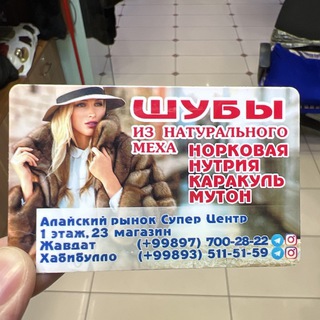 ШУБЫ
ИЗ НАТУРАЛЬНОГО
МЕХА
НОРКОВАЯ
НУТРИЯ
КАРАКУЛЬ
МУТОН
Алайский рынок Супер Центр
1 этаж, 23 магазин
Жавдат (+99897) 700-28-22
Хабибулло (+99893) 511-51-59